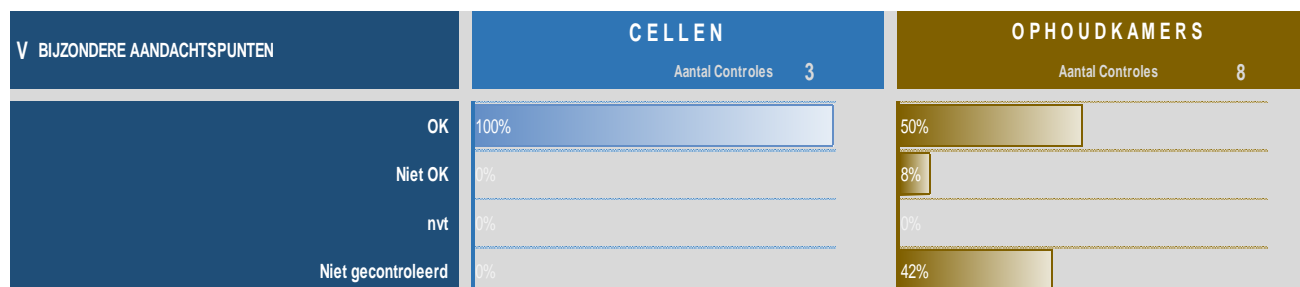 V BIJZONDERE AANDACHTSPUNTEN
CELLEN
Aantal Controles 3
OPHOUDKAMERS
Aantal Controles 8
OK 100% 50%
Niet OK 0% 8%
nvt 0% 0%
Niet gecontroleerd 0% 42%